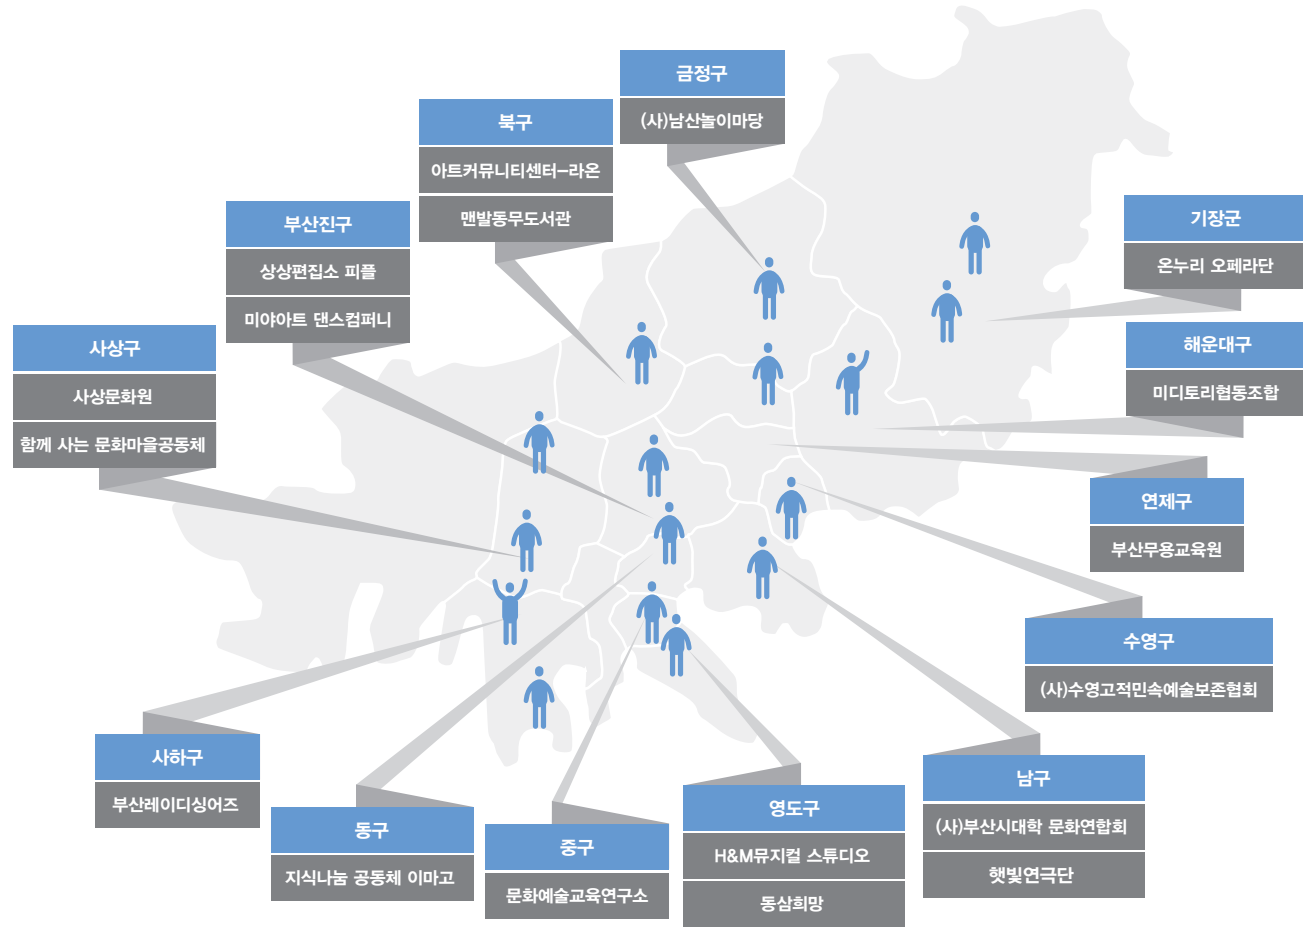 금정구
(사)남산놀이마당
북구
아트커뮤니티센터-라온
맨발동무도서관
부산진구
상상편집소 피플
미야아트 댄스컴퍼니
사상구
사상문화원
함께 사는 문화마을공동체
기장군
온누리 오페라단
해운대구
미디토리협동조합
연제구
부산무용교육원
수영구
(사)수영고적민속예술보존협회
남구
(사)부산시대학 문화연합회
햇빛연극단
영도구
H&M뮤지컬 스튜디오
동삼희망
중구
문화예술교육연구소
동구
지식나눔 공동체 이마고
사하구
부산레이디싱어즈